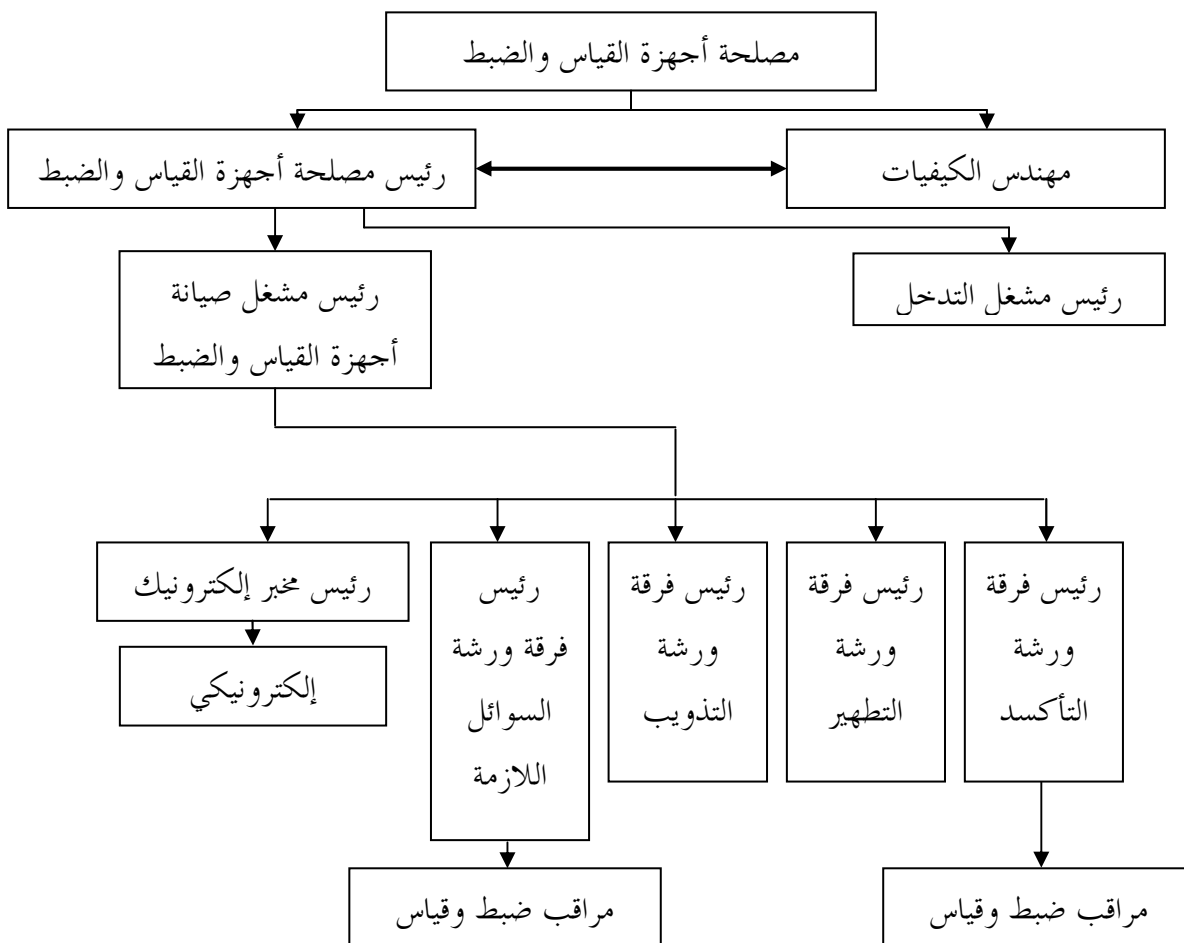 مصلحة أجهزة القياس والضبط
مهندس الكيفيات
رئيس مصلحة أجهزة القياس والضبط
رئيس مشغل التدخل
رئيس مشغل صيانة
أجهزة القياس والضبط
رئيس فرقة
ورشة
التأكسد
رئيس فرقة
ورشة
التطهير
رئيس فرقة
ورشة
التذويب
رئيس
فرقة ورشة
السوائل
اللازمة
رئيس مخبر إلكترونيك
إلكترونيكي
مراقب ضبط وقياس
مراقب ضبط وقياس